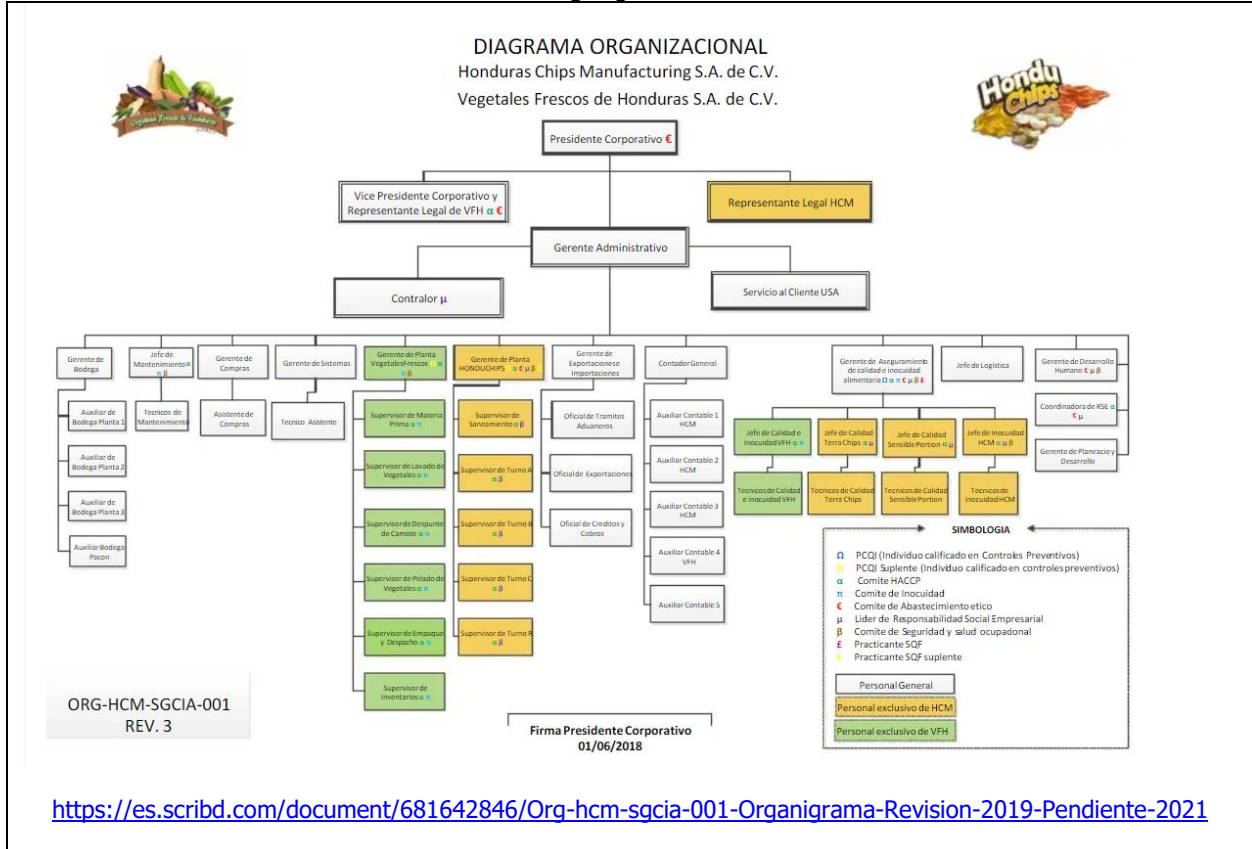 DIAGRAMA ORGANIZACIONAL
Honduras Chips Manufacturing S.A. de C.V.
Vegetales Frescos de Honduras S.A. de C.V.
Vegetales Frescos de Honduras
Hondu
Chips
Presidente Corporativo €
Vice Presidente Corporativo y
Representante Legal de VFH α €
Representante Legal HCM
Gerente Administrativo
Contralor μ
Servicio al Cliente USA
Gerente de
Bodega
Auxiliar de
Bodega Planta 1
Auxiliar de
Bodega Planta 2
Auxiliar de
Bodega Planta 3
Auxiliar Bodega
Pacon
Jefe de
Mantenimiento α
π β
Tecnicos de
Mantenimiento
Gerente de
Compras
Asistente de
Compras
Gerente de Sistemas
Tecnico Asistente
Gerente de Planta
Vegetales Frescos Ω α
π β
Supervisor de Materia
Prima α π
Supervisor de Lavado de
Vegetales α π
Supervisor de Despunte
de Camote α π
Supervisor de Pelado de
Vegetales α π
Supervisor de Empaque
y Despacho α π
Supervisor de
Inventarios α π
Gerente de Planta
HONDUCHIPS Ω α € μ β £
Supervisor de
Saneamiento α β
Supervisor de Turno A
α β
Supervisor de Turno B
α β
Supervisor de Turno C
α β
Supervisor de Turno R
α β
Gerente de
Exportaciones e
Importaciones
Oficial de Tramites
Aduaneros
Oficial de Exportaciones
Oficial de Creditos y
Cobros
Contador General
Auxiliar Contable 1
HCM
Auxiliar Contable 2
HCM
Auxiliar Contable 3
HCM
Auxiliar Contable 4
VFH
Auxiliar Contable 5
Gerente de Aseguramiento
de calidad e inocuidad
alimentaria Ω α π € μ β £
Jefe de Calidad e
Inocuidad VFH α π
Tecnicos de Calidad
e inocuidad VFH
Jefe de Calidad
Terra Chips α μ
Tecnicos de Calidad
Terra Chips
Jefe de Calidad
Sensible Portion α μ
Tecnicos de Calidad
Sensible Portion
Jefe de Inocuidad
HCM α μ β
Tecnicos de
Inocuidad HCM
Jefe de Logistica
Gerente de Desarrollo
Humano € μ β
Coordinadora de RSE α
€ μ
Gerente de Planeacio y
Desarrollo
SIMBOLOGIA
Ω PCQI (Individuo calificado en Controles Preventivos)
Ω PCQI Suplente (Individuo calificado en controles preventivos)
α Comite HACCP
π Comite de Inocuidad
€ Comite de Abastecimiento etico
μ Lider de Responsabilidad Social Empresarial
β Comite de Seguridad y salud ocupacional
£ Practicante SQF
£ Practicante SQF suplente
Personal General
Personal exclusivo de HCM
Personal exclusivo de VFH
ORG-HCM-SGCIA-001
REV. 3
Firma Presidente Corporativo
01/06/2018
https://es.scribd.com/document/681642846/Org-hcm-sgcia-001-Organigrama-Revision-2019-Pendiente-2021